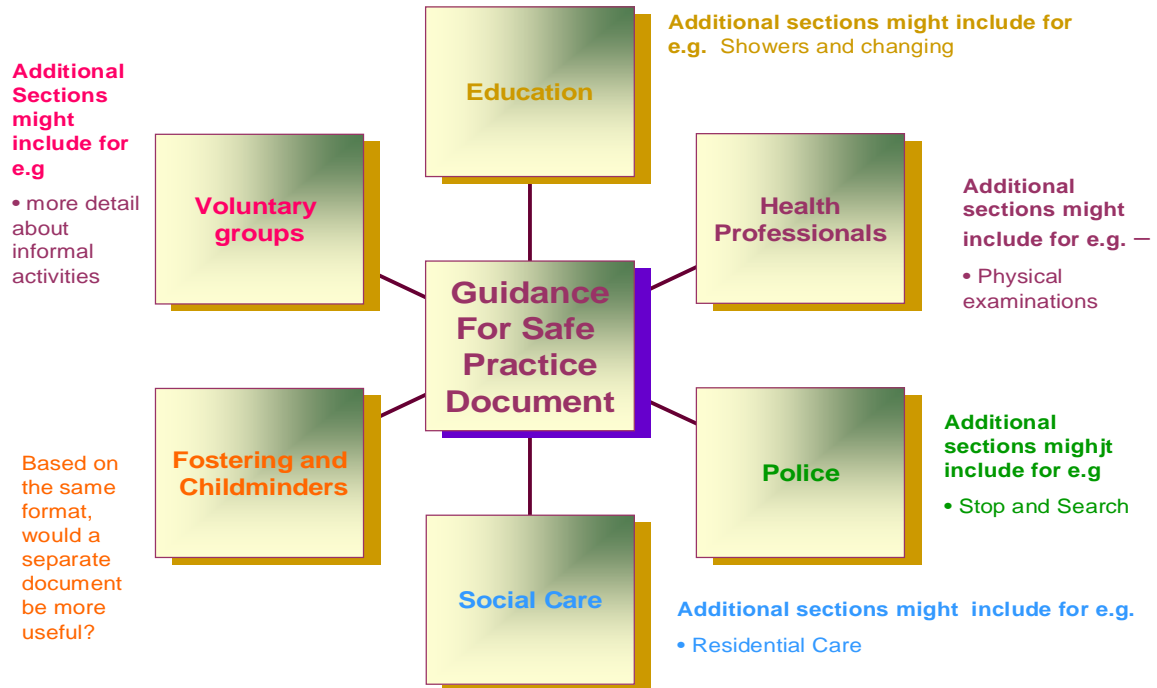 Additional sections might include for
e.g. Showers and changing
Education
Additional
Sections
might
include for
e.g
• more detail
about
informal
activities
Voluntary
groups
Health
Professionals
Additional
sections might
include for e.g. –
• Physical
examinations
Guidance
For Safe
Practice
Document
Based on
the same
format,
would a
separate
document
be more
useful?
Fostering and
Childminders
Police
Additional
sections mighjt
include for e.g
• Stop and Search
Social Care
Additional sections might include for e.g.
• Residential Care